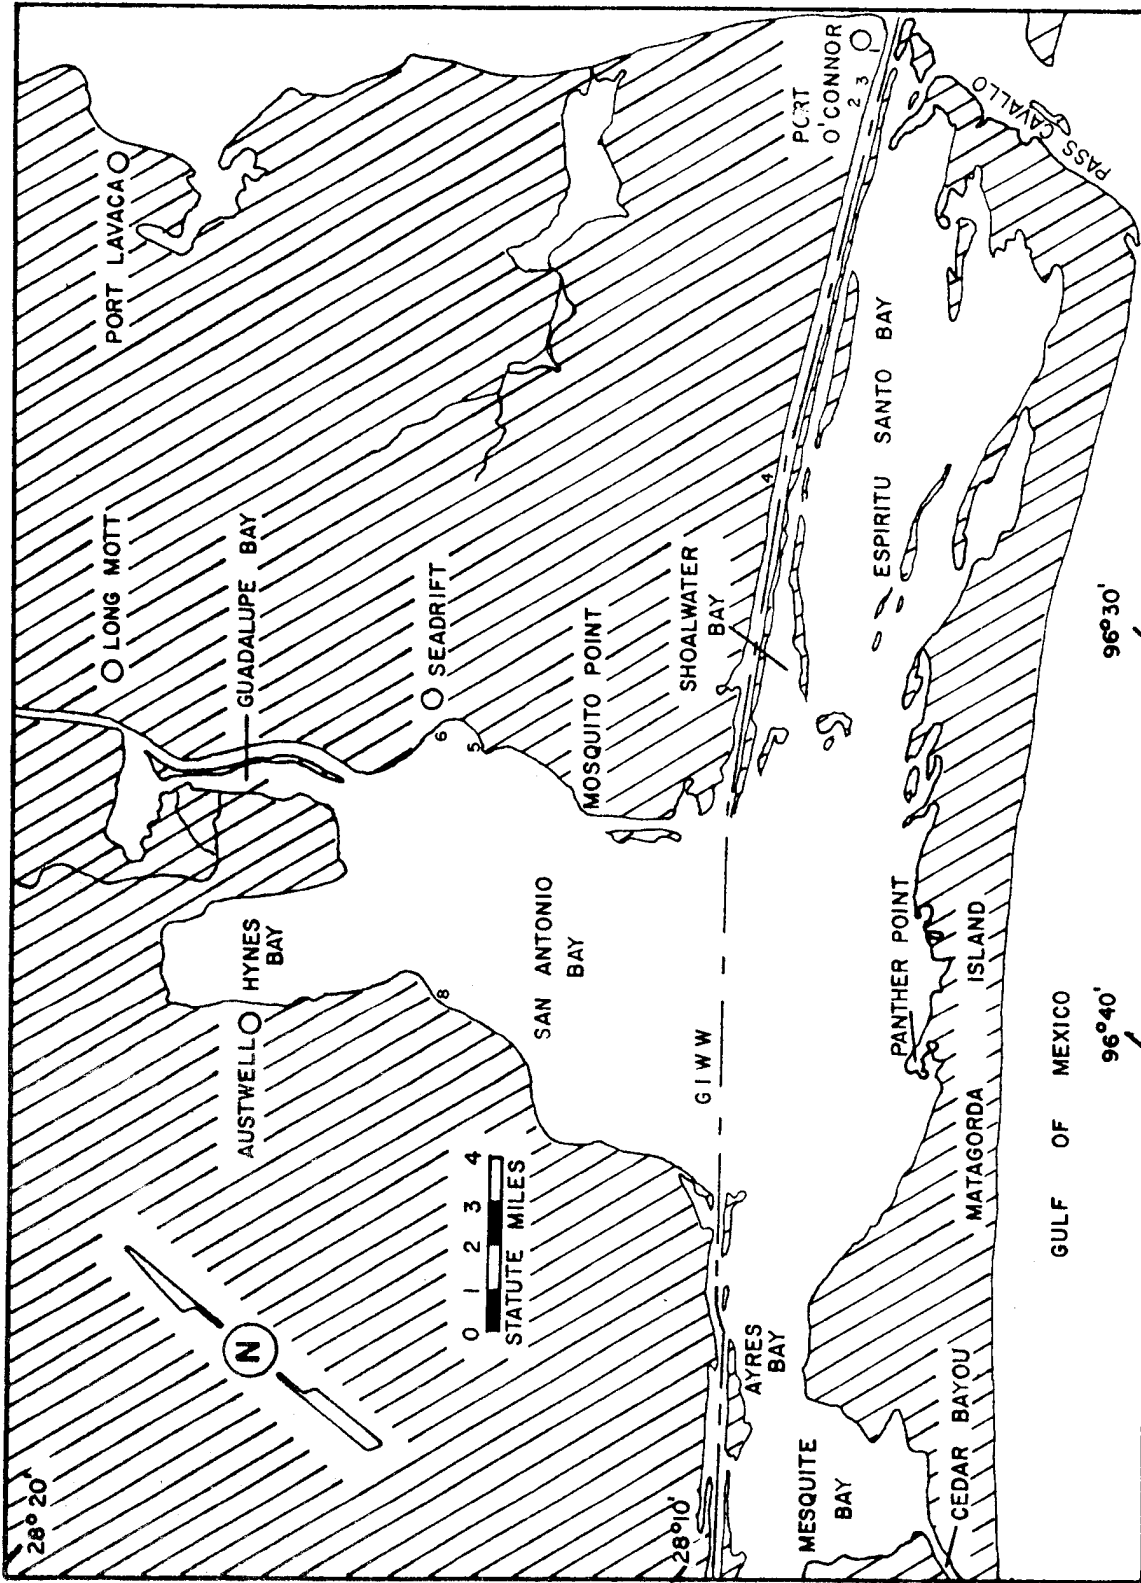 28°20'
PORT LAVACA
LONG MOTT
GUADALUPE BAY
HYNES
BAY
AUSTWELL
N
SEADRIFT
6
5
8
0 1 2 3 4
STATUTE MILES
MOSQUITO POINT
SAN ANTONIO
BAY
SHOALWATER
BAY
4
PORT
O'CONNOR
1
2 3
28°10'
GIWW
AYRES
BAY
MESQUITE
BAY
ESPIRITU SANTO BAY
PASS CAVALLO
PANTHER POINT
CEDAR BAYOU
MATAGORDA ISLAND
GULF OF MEXICO
96°40'
96°30'